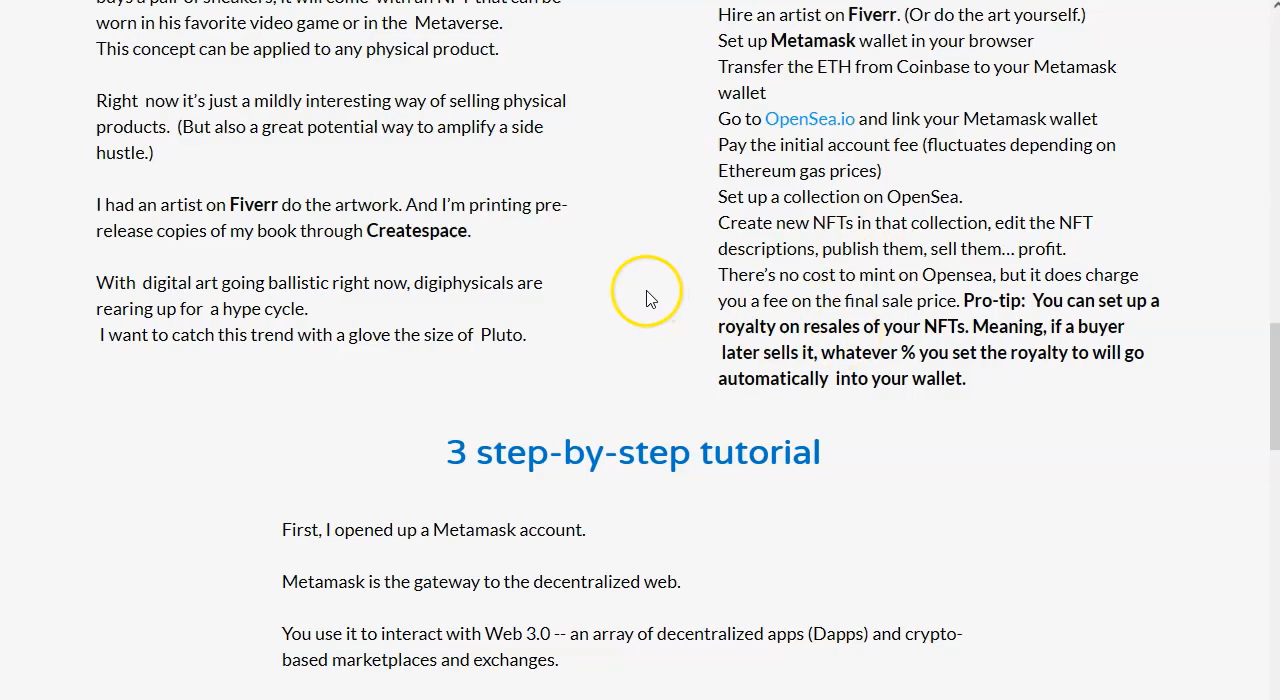 worn in his favorite video game or in the Metaverse.
This concept can be applied to any physical product.
Right now it's just a mildly interesting way of selling physical
products. (But also a great potential way to amplify a side
hustle.)
I had an artist on Fiverr do the artwork. And I'm printing pre-
release copies of my book through Createspace.
With digital art going ballistic right now, digiphysicals are
rearing up for a hype cycle.
I want to catch this trend with a glove the size of Pluto.
Hire an artist on Fiverr. (Or do the art yourself.)
Set up Metamask wallet in your browser
Transfer the ETH from Coinbase to your Metamask
wallet
Go to OpenSea.io and link your Metamask wallet
Pay the initial account fee (fluctuates depending on
Ethereum gas prices)
Set up a collection on OpenSea.
Create new NFTs in that collection, edit the NFT
descriptions, publish them, sell them... profit.
There's no cost to mint on Opensea, but it does charge
you a fee on the final sale price. Pro-tip: You can set up a
royalty on resales of your NFTs. Meaning, if a buyer
later sells it, whatever % you set the royalty to will go
automatically into your wallet.
3 step-by-step tutorial
First, I opened up a Metamask account.
Metamask is the gateway to the decentralized web.
You use it to interact with Web 3.0 -- an array of decentralized apps (Dapps) and crypto-
based marketplaces and exchanges.